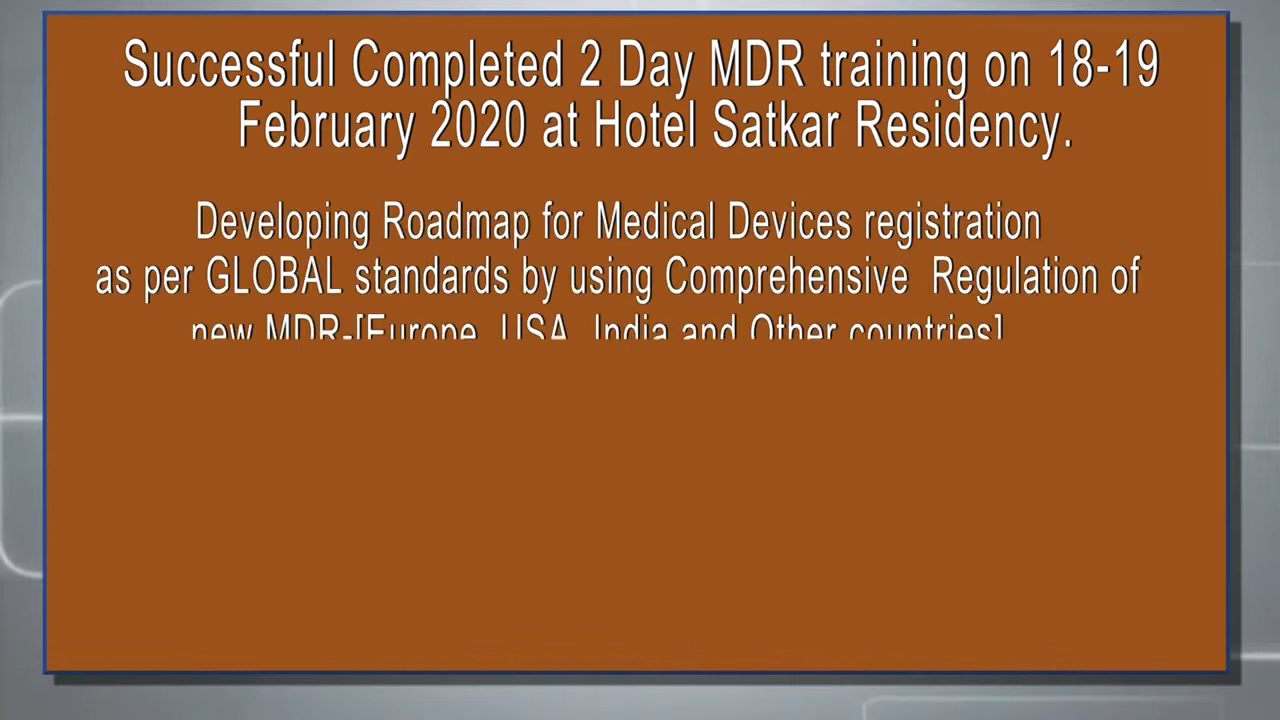 Successful Completed 2 Day MDR training on 18-19
February 2020 at Hotel Satkar Residency.
Developing Roadmap for Medical Devices registration
as per GLOBAL standards by using Comprehensive Regulation of
new MDR-[Europe, USA, India and Other countries]